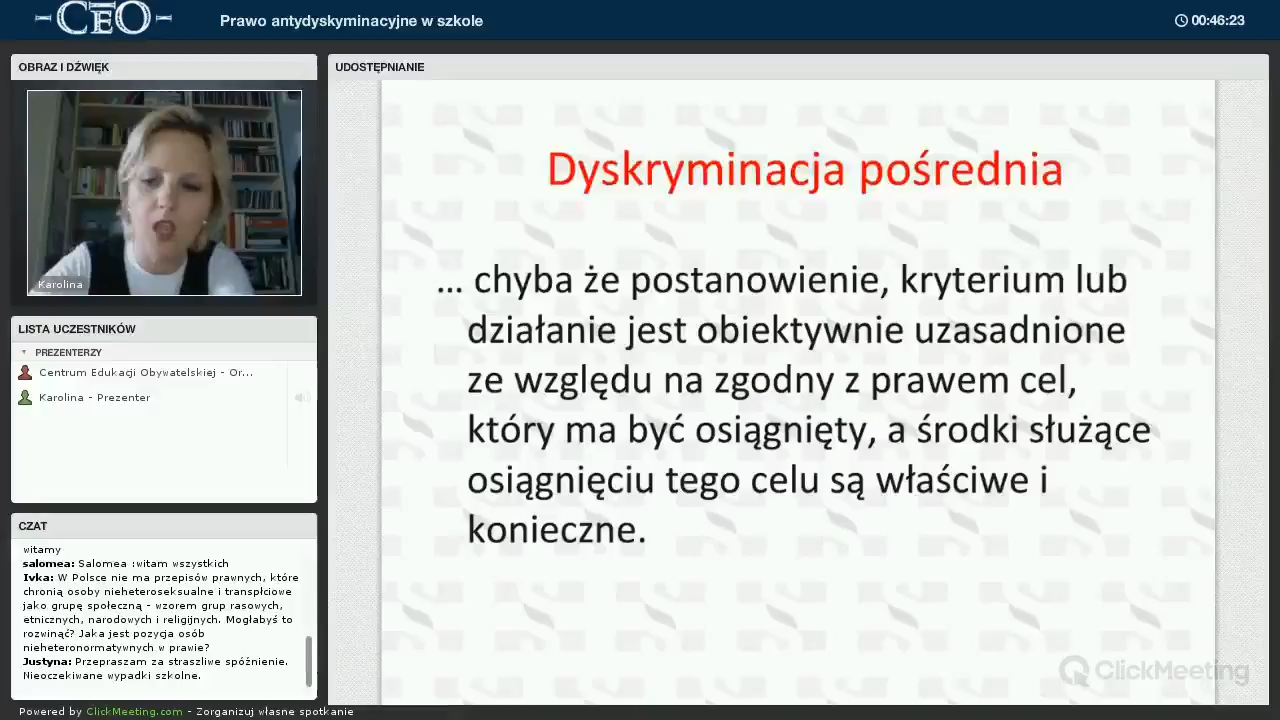 CEO
Prawo antydyskyminacyjne w szkole
00:46:23
OBRAZ I DŹWIĘK
Karolina
LISTA UCZESTNIKÓW
PREZENTERZY
Centrum Edukacji Obywatelskiej - Or...
Karolina - Prezenter
CZAT
witamy
salomea: Salomea :witam wszystkich
Ivka: W Polsce nie ma przepisów prawnych, które
chronią osoby nieheteroseksualne i transpłciowe
jako grupę społeczną - wzorem grup rasowych,
etnicznych, narodowych i religijnych. Mogłabyś to
rozwinąć? Jaka jest pozycja osób
nieheteronormatywnych w prawie?
Justyna: Przepraszam za straszliwe spóźnienie.
Nieoczekiwane wypadki szkolne.
UDOSTĘPNIANIE
Dyskryminacja pośrednia
... chyba że postanowienie, kryterium lub
działanie jest obiektywnie uzasadnione
ze względu na zgodny z prawem cel,
który ma być osiągnięty, a środki służące
osiągnięciu tego celu są właściwe i
konieczne.
ClickMeeting
Powered by ClickMeeting.com - Zorganizuj własne spotkanie